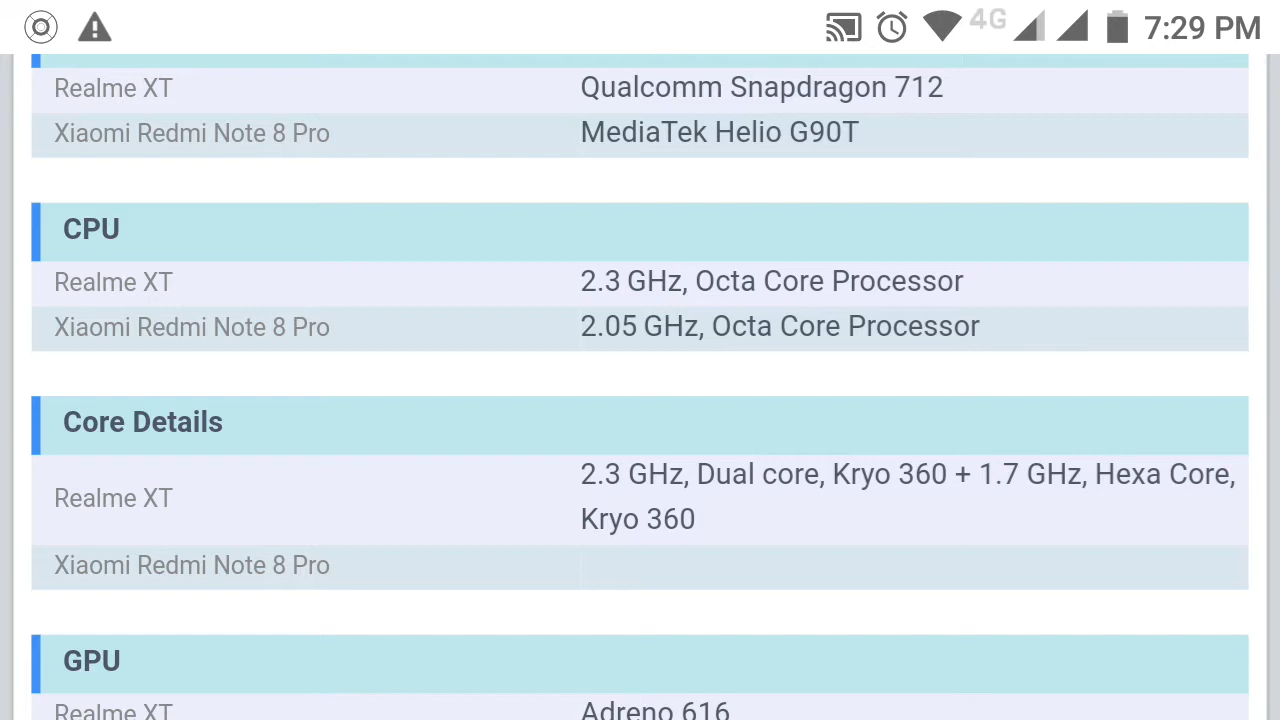 4G 7:29 PM
Realme XT Qualcomm Snapdragon 712
Xiaomi Redmi Note 8 Pro MediaTek Helio G90T
CPU
Realme XT 2.3 GHz, Octa Core Processor
Xiaomi Redmi Note 8 Pro 2.05 GHz, Octa Core Processor
Core Details
Realme XT 2.3 GHz, Dual core, Kryo 360 + 1.7 GHz, Hexa Core,
Kryo 360
Xiaomi Redmi Note 8 Pro
GPU
Realme XT Adreno 616